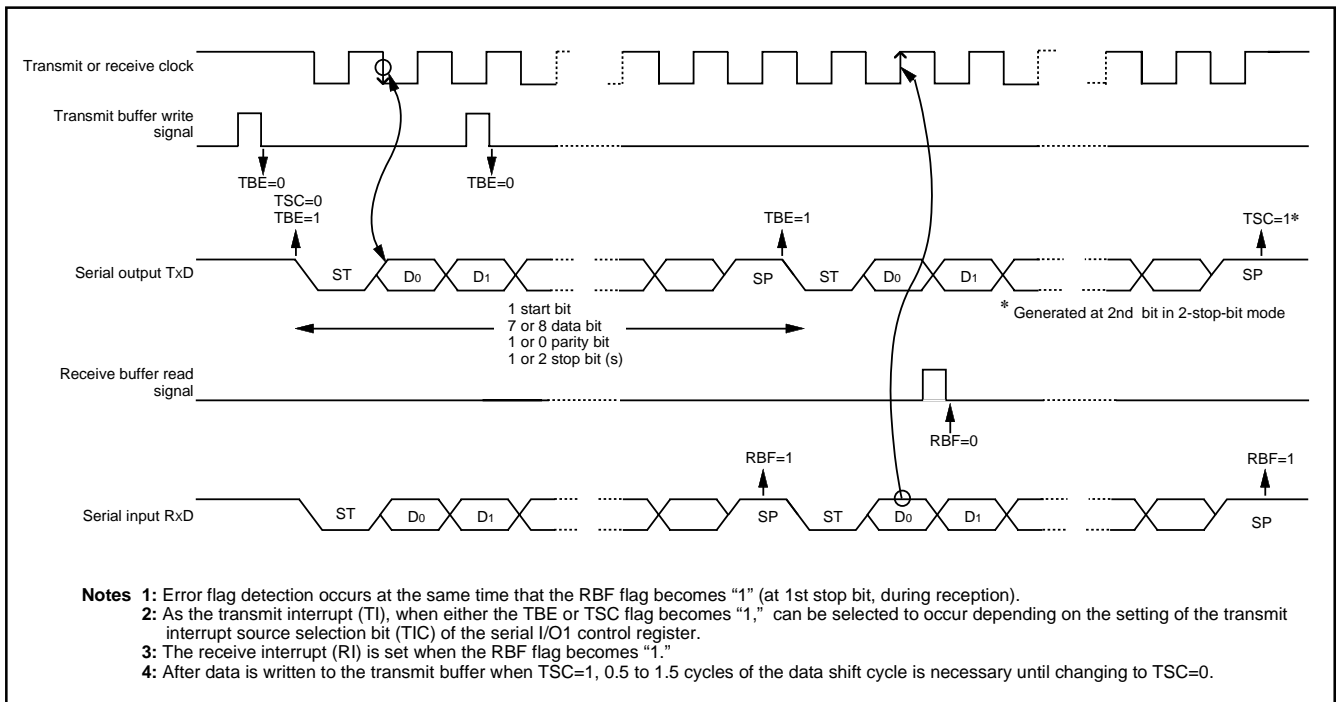 Transmit or receive clock
Transmit buffer write
signal
TBE=0
TSC=0
TBE=1
TBE=0
TBE=1
TSC=1*
Serial output TxD
ST
D0
D1
SP
ST
D0
D1
SP
* Generated at 2nd bit in 2-stop-bit mode
1 start bit
7 or 8 data bit
1 or 0 parity bit
1 or 2 stop bit (s)
Receive buffer read
signal
RBF=0
RBF=1
RBF=1
Serial input RxD
ST
D0
D1
SP
ST
D0
D1
SP
Notes 1: Error flag detection occurs at the same time that the RBF flag becomes “1” (at 1st stop bit, during reception).
2: As the transmit interrupt (TI), when either the TBE or TSC flag becomes “1,” can be selected to occur depending on the setting of the transmit
interrupt source selection bit (TIC) of the serial I/O1 control register.
3: The receive interrupt (RI) is set when the RBF flag becomes “1.”
4: After data is written to the transmit buffer when TSC=1, 0.5 to 1.5 cycles of the data shift cycle is necessary until changing to TSC=0.